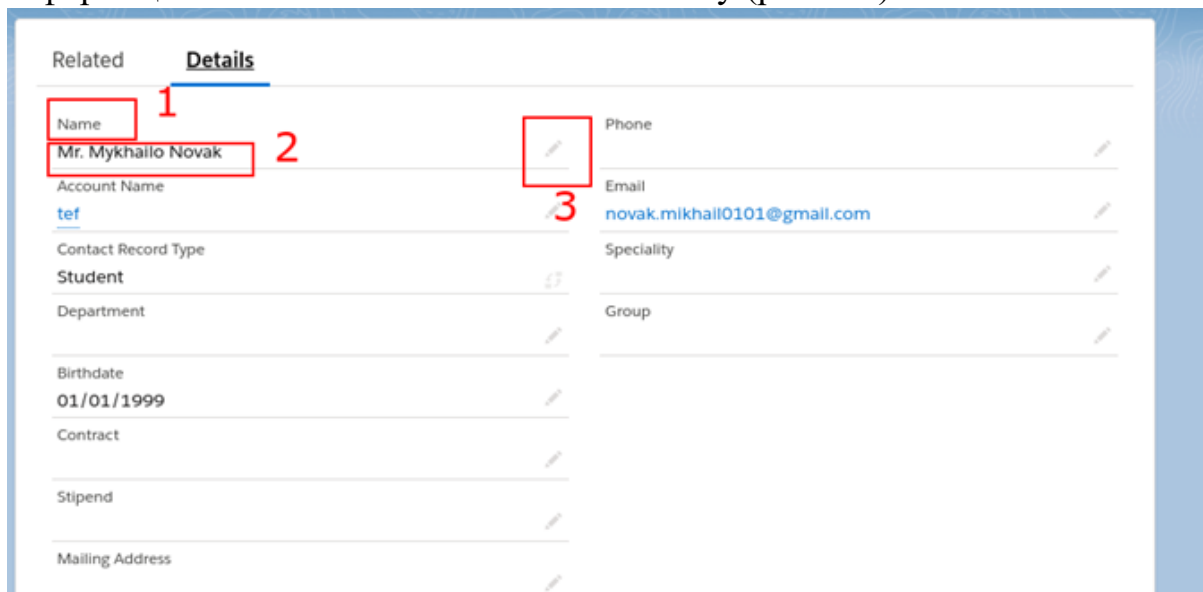 Related Details
1
Name
Mr. Mykhailo Novak
2
3
Phone
Account Name
tef
Email
novak.mikhail0101@gmail.com
Contact Record Type
Student
Speciality
Department
Group
Birthdate
01/01/1999
Contract
Stipend
Mailing Address